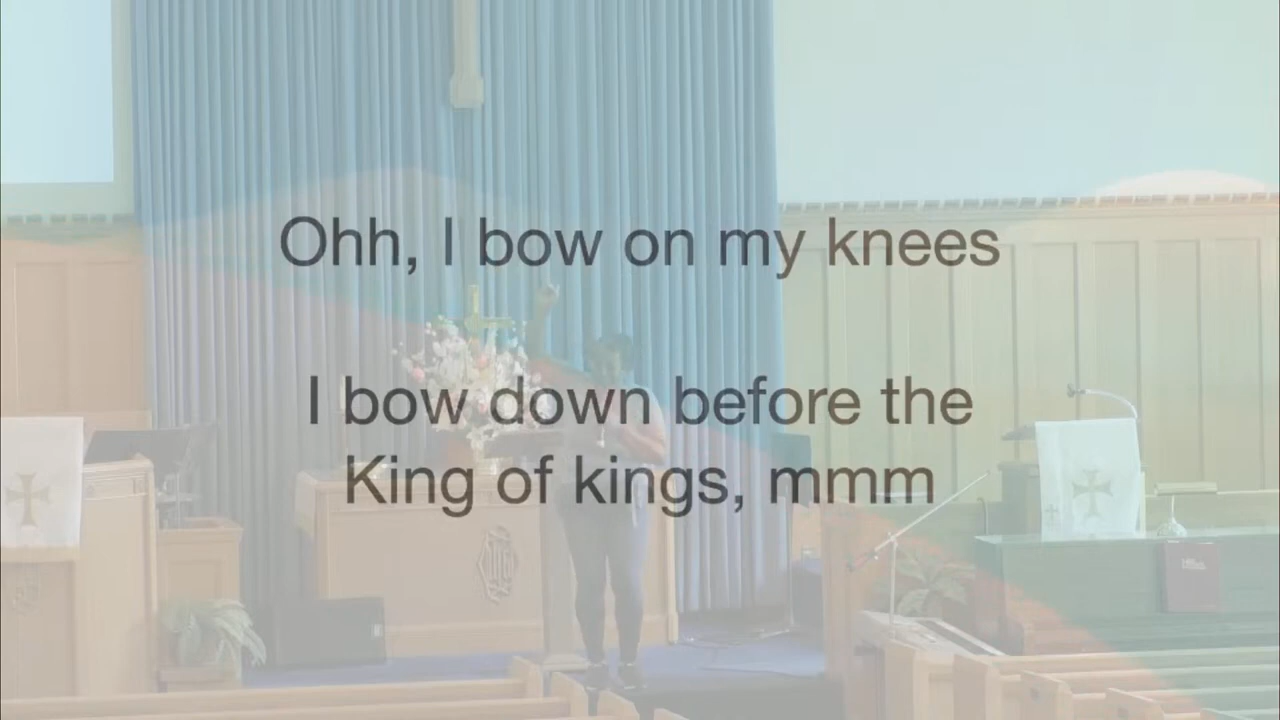 Ohh, I bow on my knees
I bow down before the
King of kings, mmm